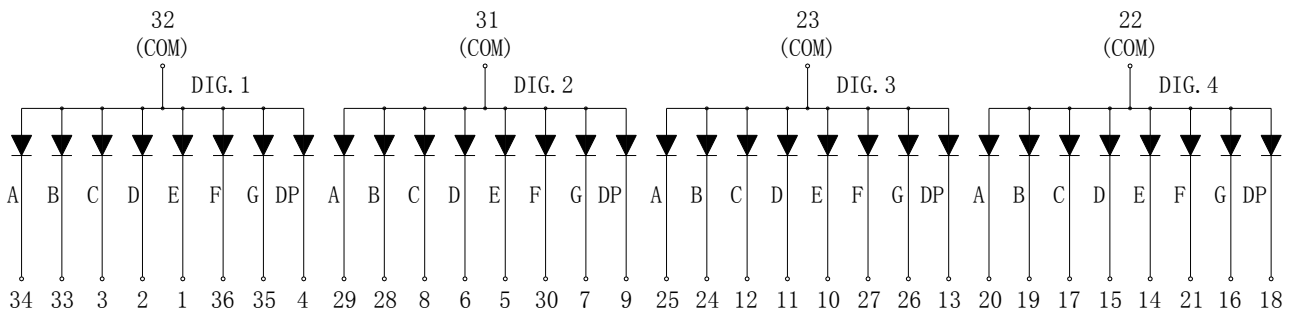 32 31 23 22
(COM) (COM) (COM) (COM)
DIG.1 DIG.2 DIG.3 DIG.4
A B C D E F G DP A B C D E F G DP A B C D E F G DP A B C D E F G DP
34 33 3 2 1 36 35 4 29 28 8 6 5 30 7 9 25 24 12 11 10 27 26 13 20 19 17 15 14 21 16 18